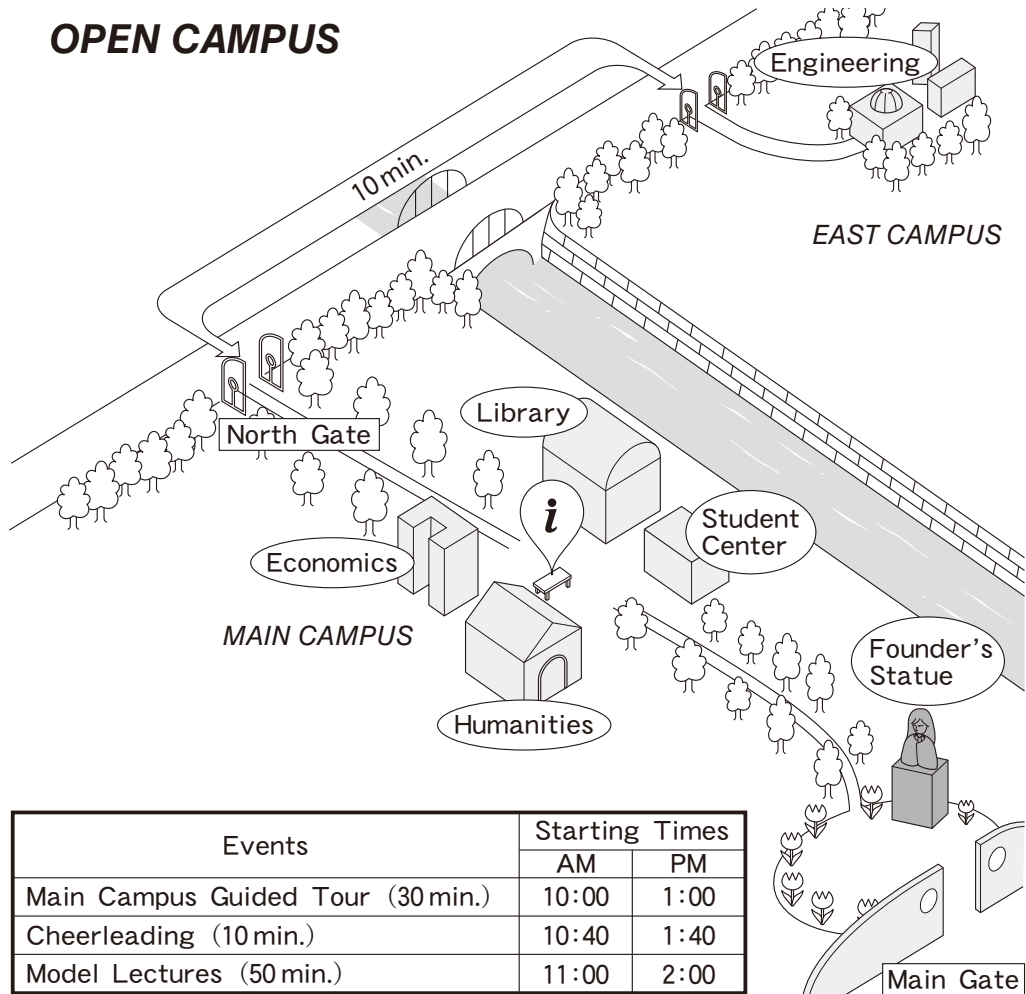 OPEN CAMPUS
Engineering
10 min.
EAST CAMPUS
Library
North Gate
i
Student
Center
Economics
MAIN CAMPUS
Founder's
Statue
Humanities
Events Starting Times
AM PM
Main Campus Guided Tour (30 min.) 10:00 1:00
Cheerleading (10 min.) 10:40 1:40
Model Lectures (50 min.) 11:00 2:00
Main Gate